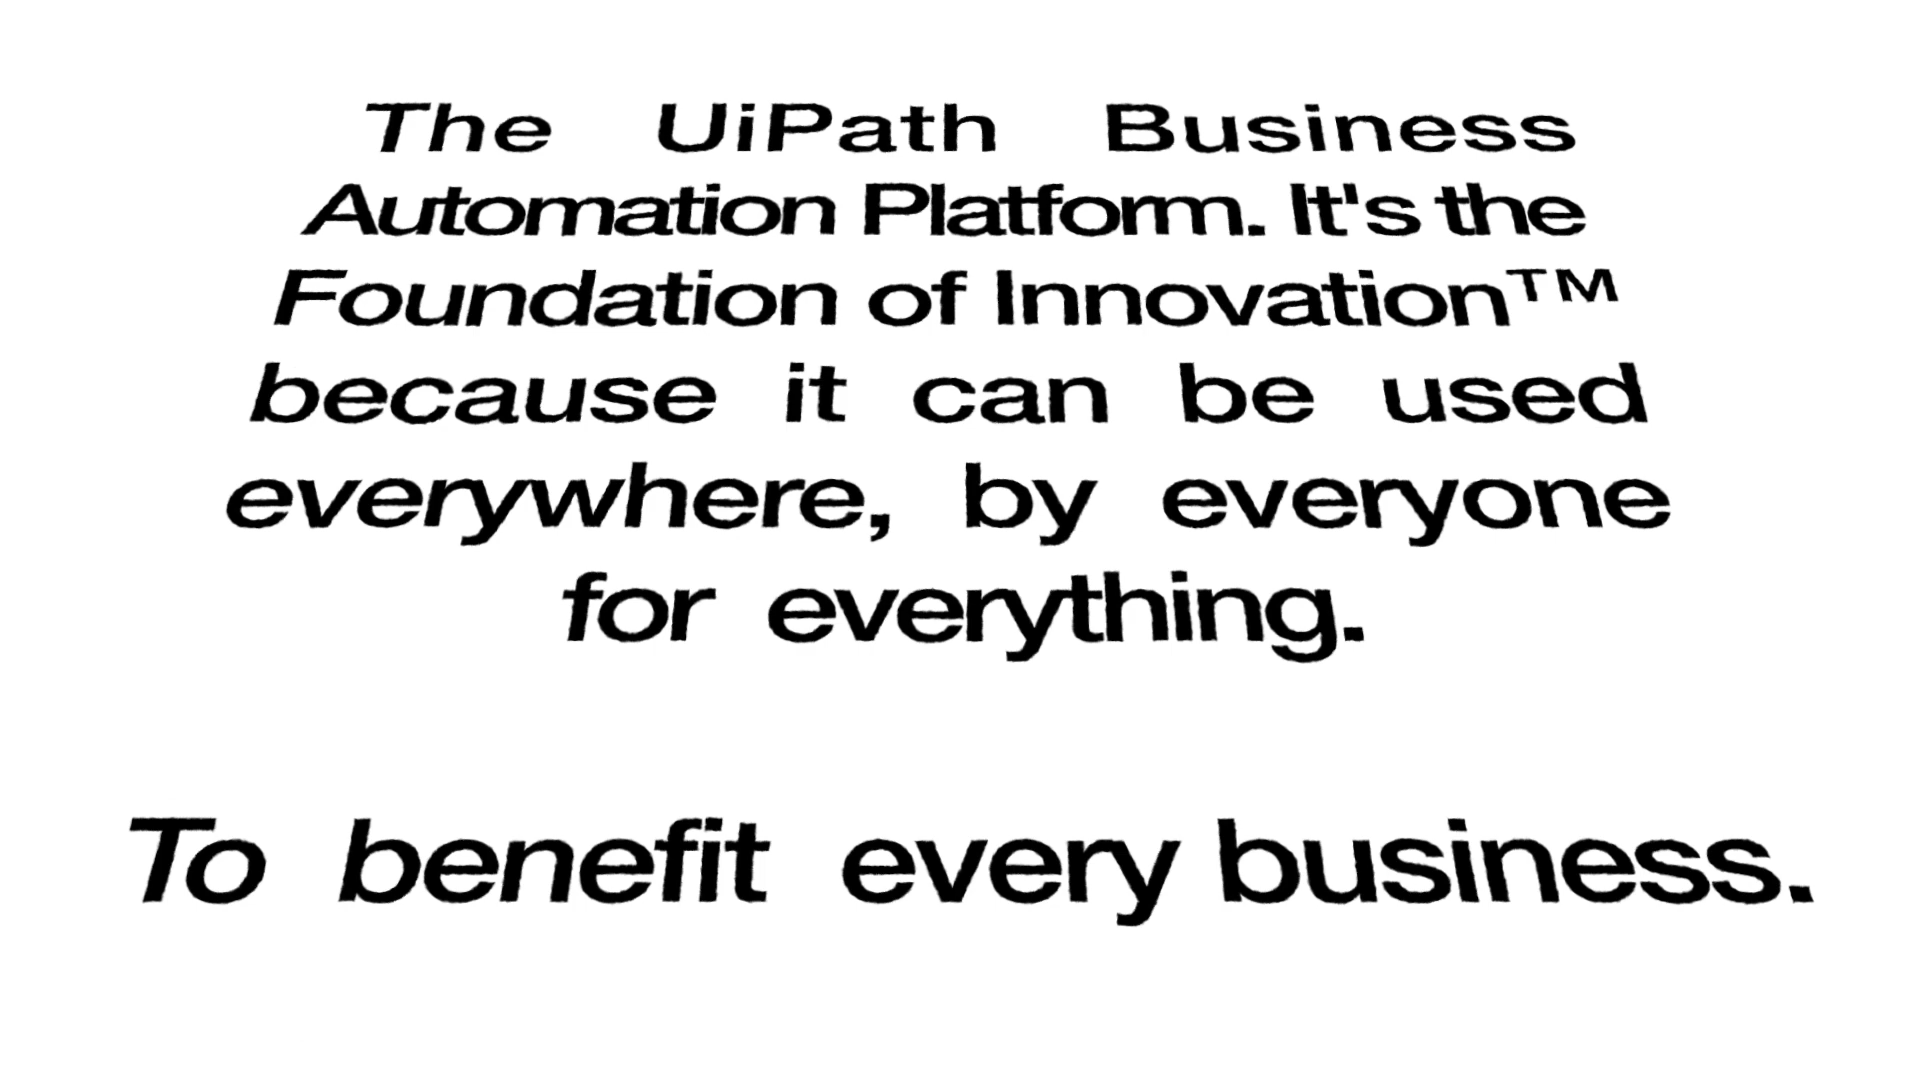 The UiPath Business
Automation Platform. It's the
Foundation of Innovation™
because it can be used
everywhere, by everyone
for everything.
To benefit every business.